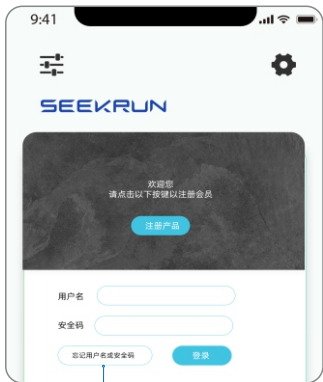 9:41
SEEKRUN
欢迎您
请点击以下按键以注册会员
注册产品
用户名
安全码
忘记用户名或安全码
登录